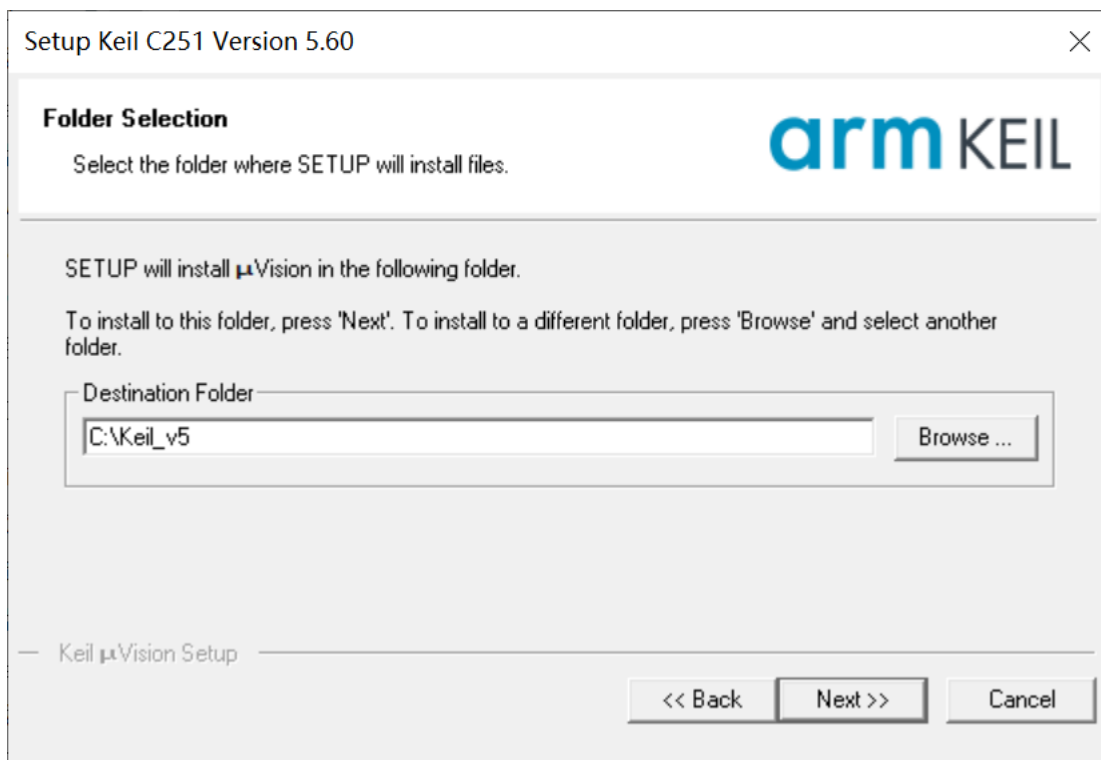 Setup Keil C251 Version 5.60
Folder Selection
Select the folder where SETUP will install files.
arm KEIL
SETUP will install µVision in the following folder.
To install to this folder, press 'Next'. To install to a different folder, press 'Browse' and select another
folder.
Destination Folder
C:\Keil_v5
Browse ...
Keil µVision Setup
<< Back
Next >>
Cancel